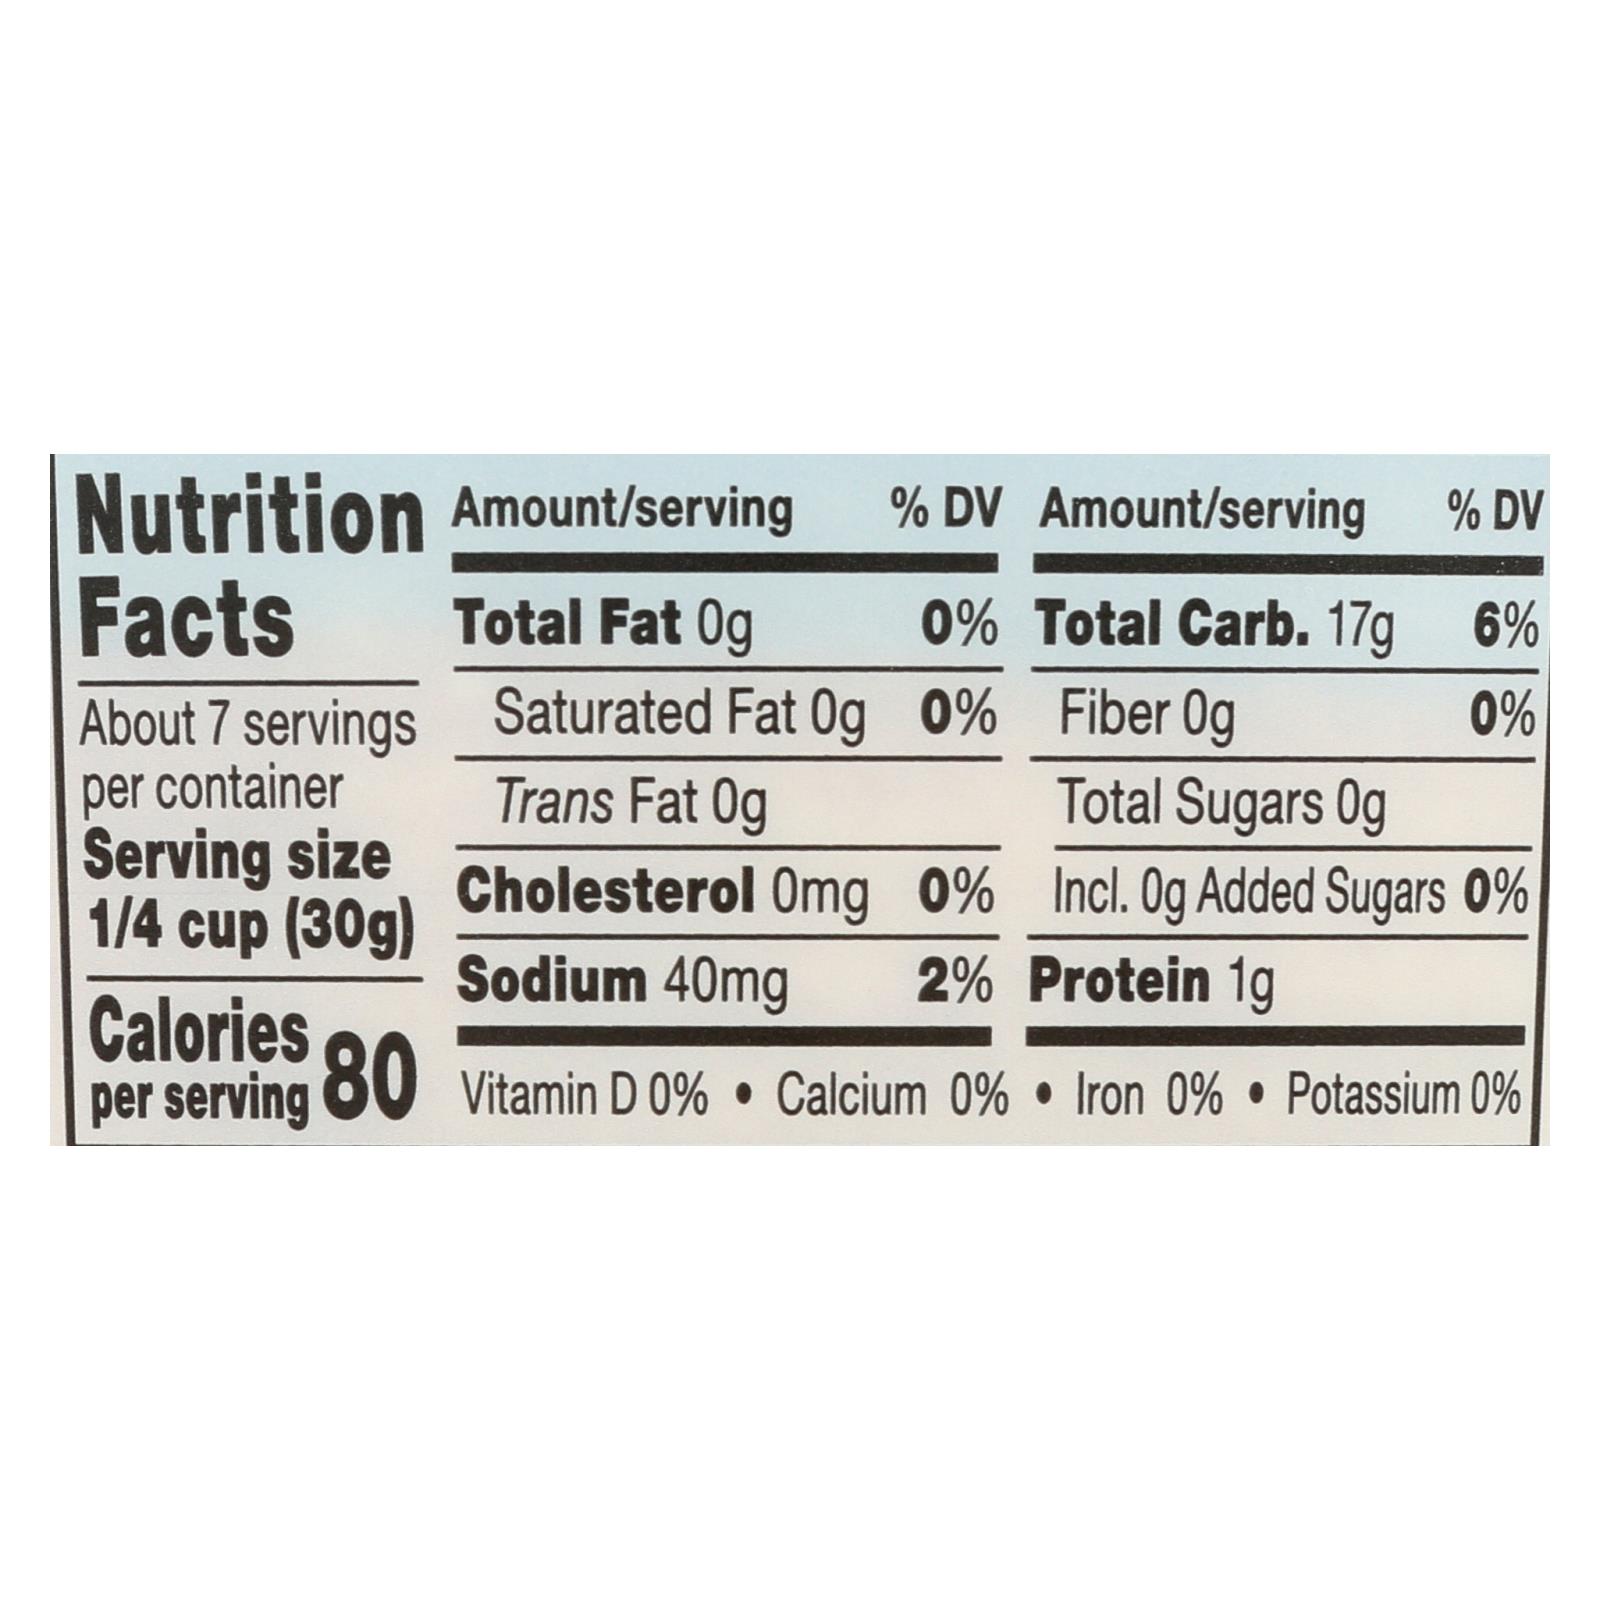 Nutrition
Facts
About 7 servings
per container
Serving size
1/4 cup (30g)
Calories
per serving 80
Amount/serving % DV
Total Fat 0g 0%
Saturated Fat 0g 0%
Trans Fat 0g
Cholesterol 0mg 0%
Sodium 40mg 2%
Amount/serving % DV
Total Carb. 17g 6%
Fiber 0g 0%
Total Sugars 0g
Incl. 0g Added Sugars 0%
Protein 1g
Vitamin D 0% • Calcium 0% • Iron 0% • Potassium 0%